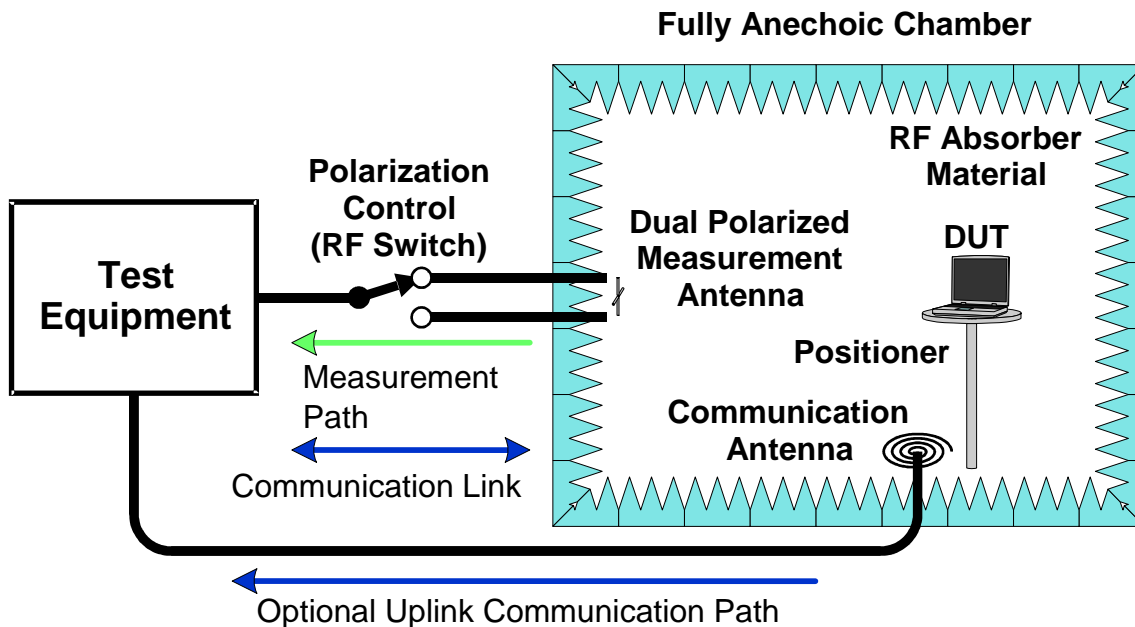 Fully Anechoic Chamber
RF Absorber
Material
Polarization
Control
(RF Switch)
Dual Polarized
Measurement
Antenna
DUT
Test
Equipment
Positioner
Measurement
Path
Communication
Antenna
Communication Link
Optional Uplink Communication Path